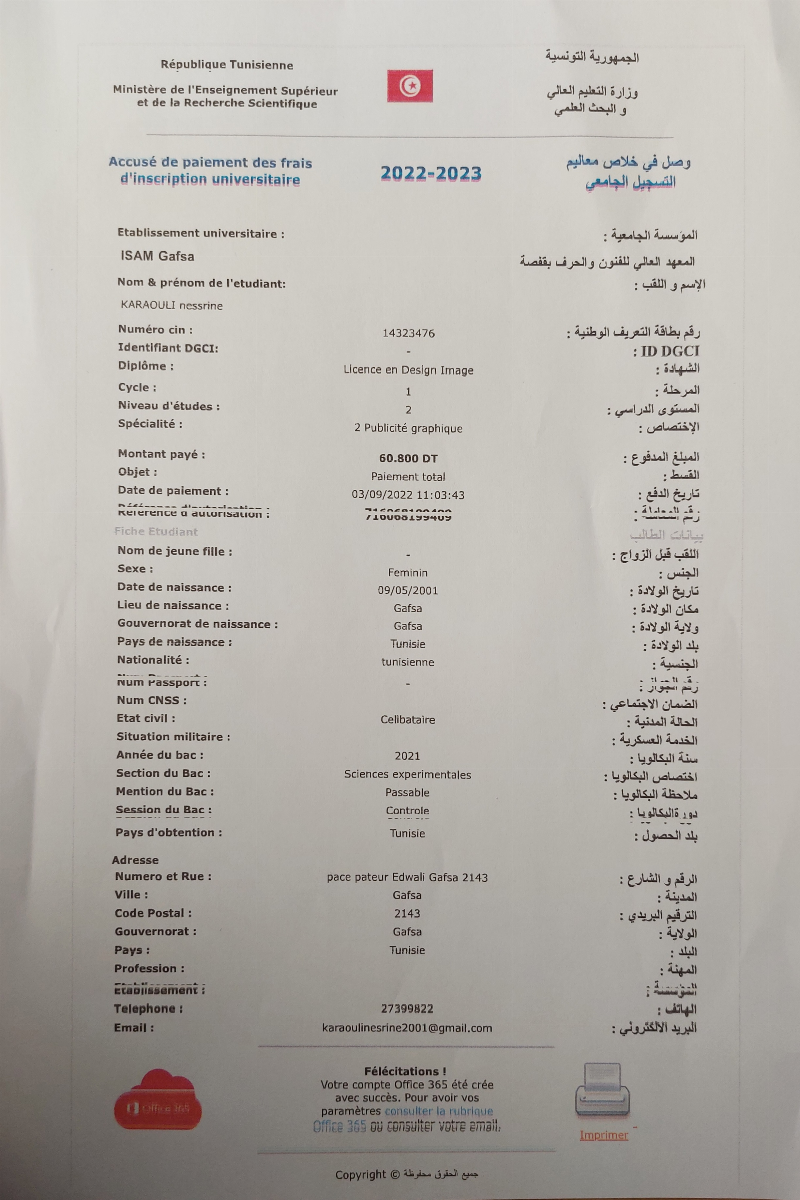 République Tunisienne
الجمهورية التونسية
Ministère de l'Enseignement Supérieur
et de la Recherche Scientifique
وزارة التعليم العالي
و البحث العلمي
Accusé de paiement des frais
d'inscription universitaire
2022-2023
وصل في خلاص معاليم
التسجيل الجامعي
Etablissement universitaire : المؤسسة الجامعية :
ISAM Gafsa المعهد العالي للفنون والحرف بقفصة
Nom & prénom de l'etudiant: الإسم و اللقب :
KARAOULI nessrine
Numéro cin : 14323476 رقم بطاقة التعريف الوطنية :
Identifiant DGCI: - ID DGCI :
Diplôme : Licence en Design Image الشهادة :
Cycle : 1 المرحلة :
Niveau d'études : 2 المستوى الدراسي :
Spécialité : 2 Publicité graphique الإختصاص :
Montant payé : 60.800 DT المبلغ المدفوع :
Objet : Paiement total القسط :
Date de paiement : 03/09/2022 11:03:43 تاريخ الدفع :
Référence d'autorisation : 716068199409
Fiche Etudiant بيانات الطالب
Nom de jeune fille : - اللقب قبل الزواج :
Sexe : Feminin الجنس :
Date de naissance : 09/05/2001 تاريخ الولادة :
Lieu de naissance : Gafsa مكان الولادة :
Gouvernorat de naissance : Gafsa ولاية الولادة :
Pays de naissance : Tunisie بلد الولادة :
Nationalité : tunisienne الجنسية :
Num Passport : - رقم الجواز :
Num CNSS : الضمان الاجتماعي :
Etat civil : Celibataire الحالة المدنية :
Situation militaire : الخدمة العسكرية :
Année du bac : 2021 سنة البكالويا :
Section du Bac : Sciences experimentales اختصاص البكالويا :
Mention du Bac : Passable ملاحظة البكالويا :
Session du Bac : Controle دورةالبكالويا :
Pays d'obtention : Tunisie بلد الحصول :
Adresse
Numero et Rue : pace pateur Edwali Gafsa 2143 الرقم و الشارع :
Ville : Gafsa المدينة :
Code Postal : 2143 الترقيم البريدي :
Gouvernorat : Gafsa الولاية :
Pays : Tunisie البلد :
Profession : المهنة :
Etablissement : المؤسسة :
Telephone : 27399822 الهاتف :
Email : karaoulinesrine2001@gmail.com البريد الالكتروني :
Félécitations !
Votre compte Office 365 été crée
avec succès. Pour avoir vos
paramètres consulter la rubrique
Office 365 ou consulter votre email.
Office 365
Imprimer
Copyright © جميع الحقوق محفوظة